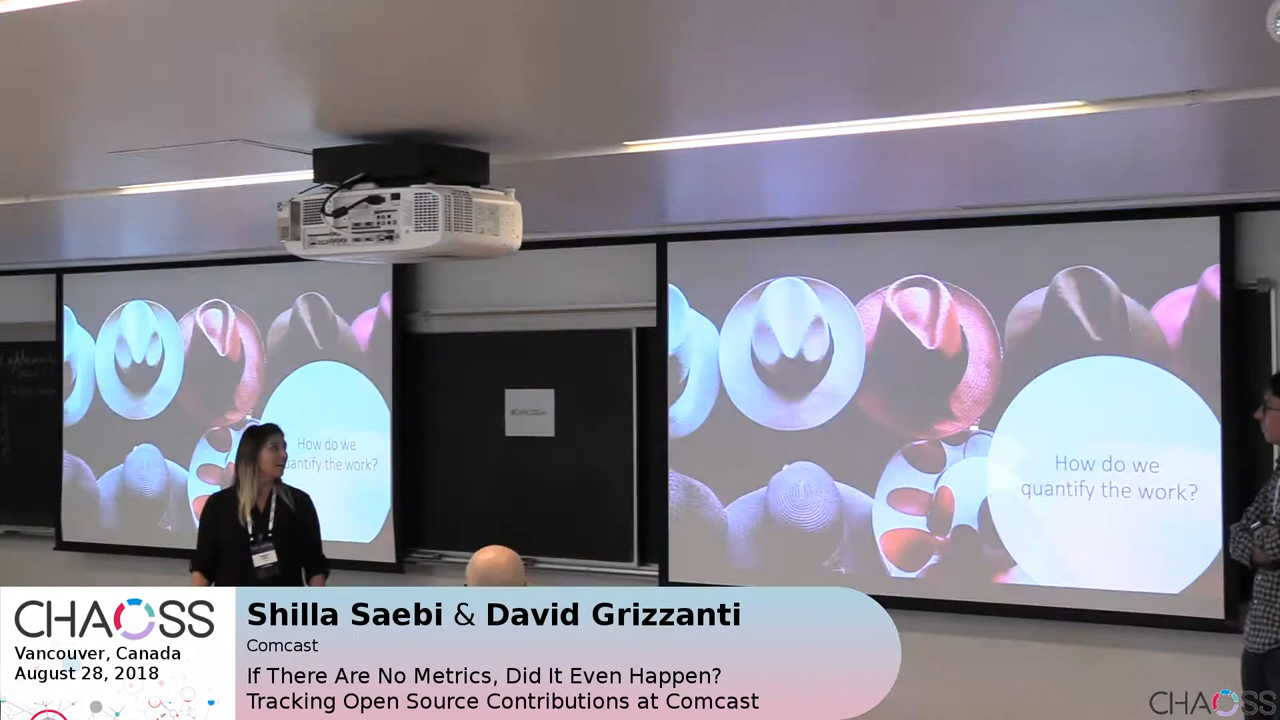 How do we
quantify the work?
How do we
quantify the work?
CHAOSS
Vancouver, Canada
August 28, 2018
Shilla Saebi & David Grizzanti
Comcast
If There Are No Metrics, Did It Even Happen?
Tracking Open Source Contributions at Comcast
CHAOSS